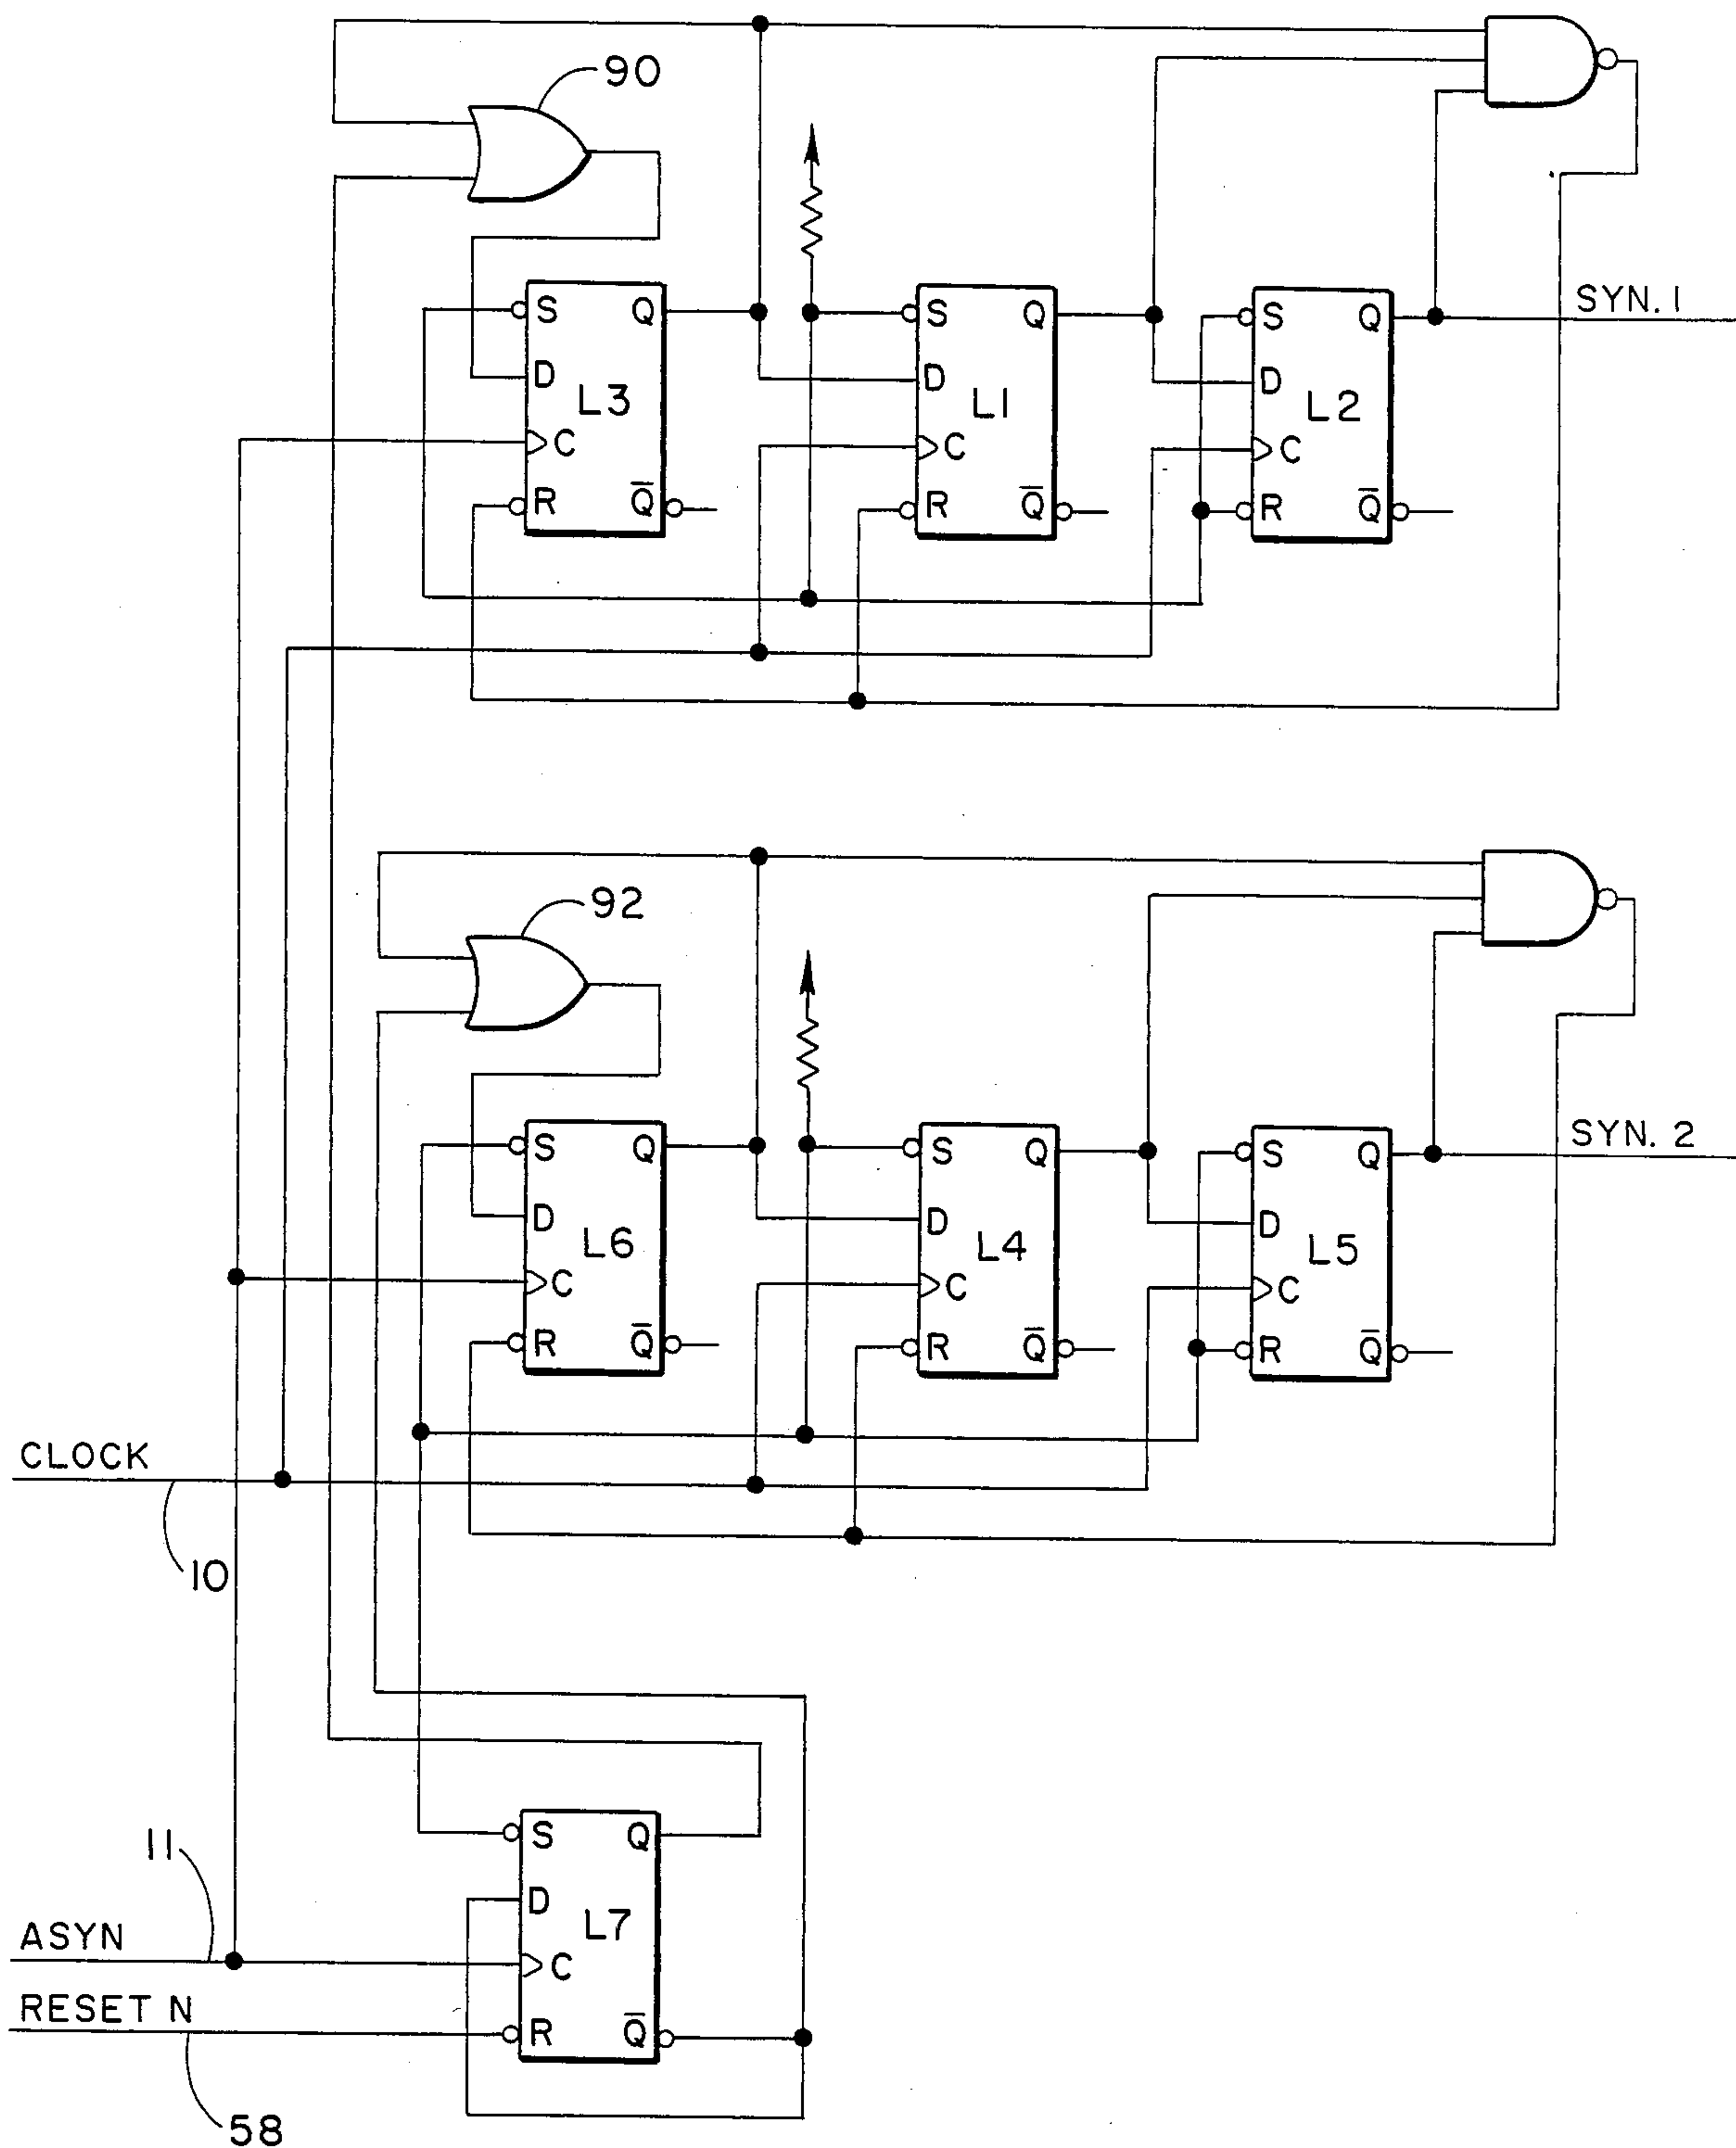 90
SYN. 1
S Q
D
L3
C
R Q̅
S Q
D
L1
C
R Q̅
S Q
D
L2
C
R Q̅
92
SYN. 2
S Q
D
L6
C
R Q̅
S Q
D
L4
C
R Q̅
S Q
D
L5
C
R Q̅
CLOCK
10
11
S Q
D
L7
C
R Q̅
ASYN
RESET N
58